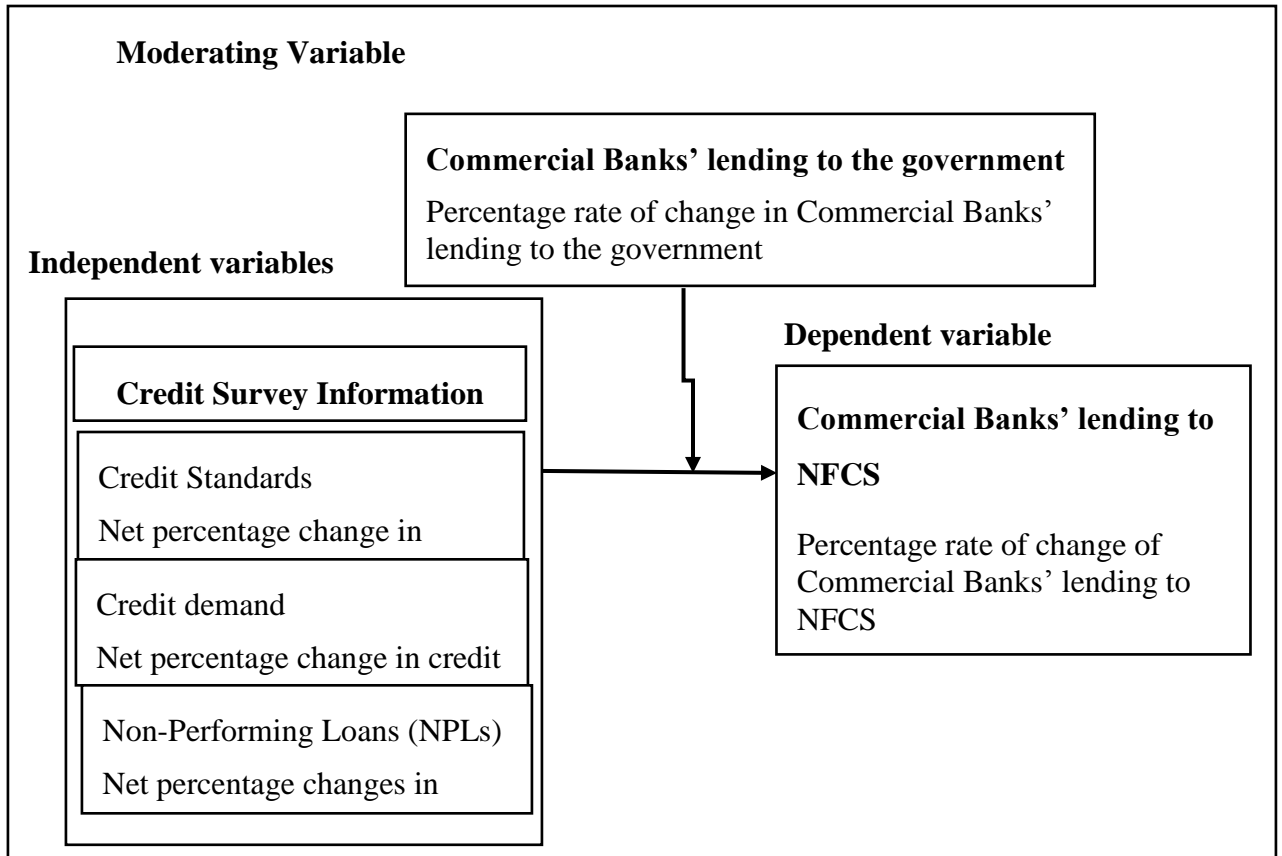 Moderating Variable
Commercial Banks’ lending to the government
Percentage rate of change in Commercial Banks’
lending to the government
Independent variables
Credit Survey Information
Credit Standards
Net percentage change in
Credit demand
Net percentage change in credit
Non-Performing Loans (NPLs)
Net percentage changes in
Dependent variable
Commercial Banks’ lending to
NFCS
Percentage rate of change of
Commercial Banks’ lending to
NFCS